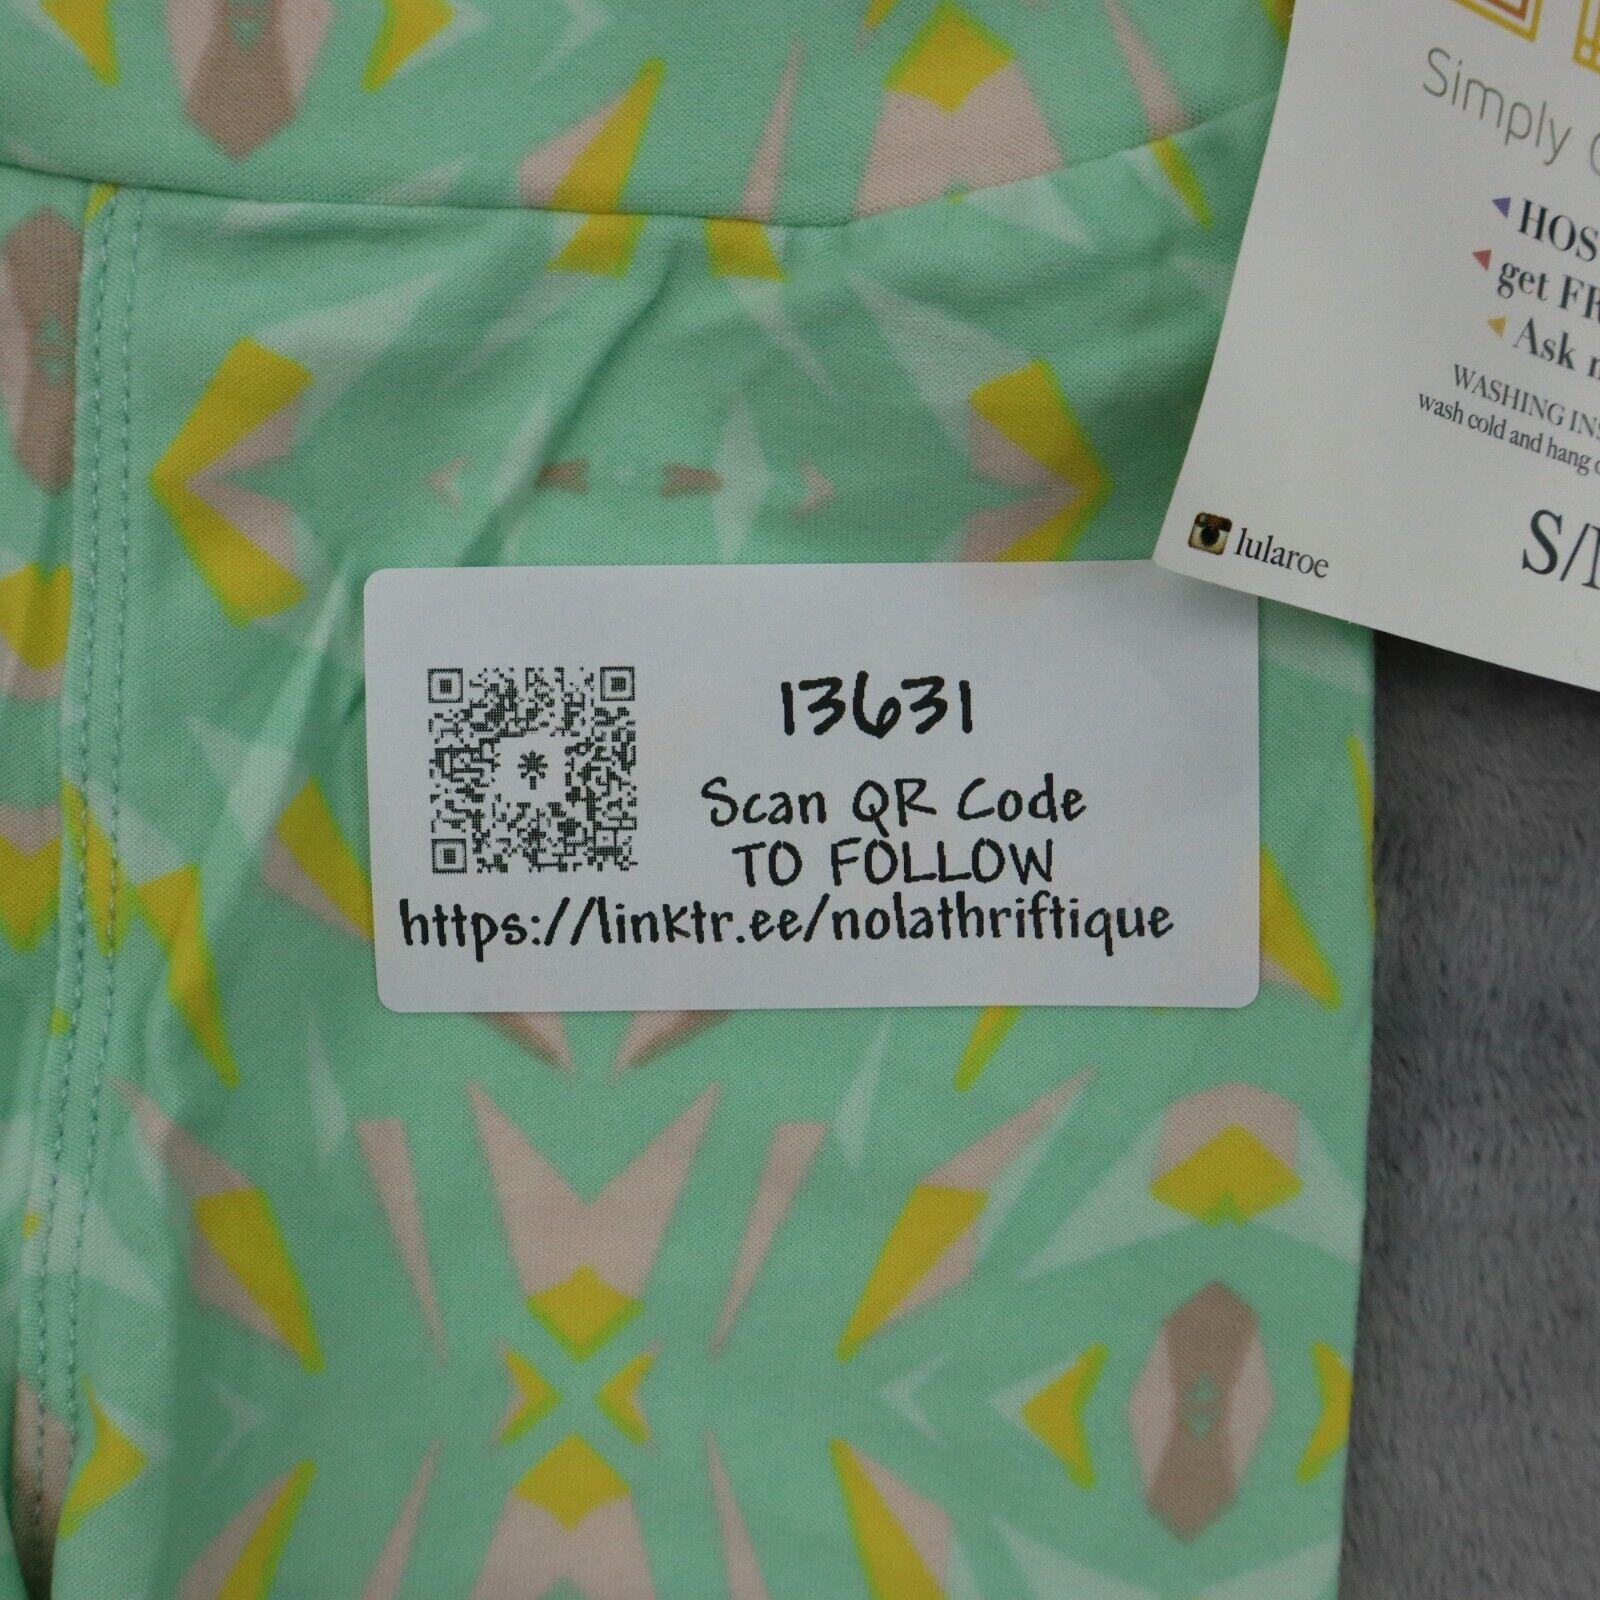 Simply
HOS
get FR
Ask
WASHING INS
wash cold and hang
S/
lularoe
13631
Scan QR Code
TO FOLLOW
https://linktr.ee/nolathriftique